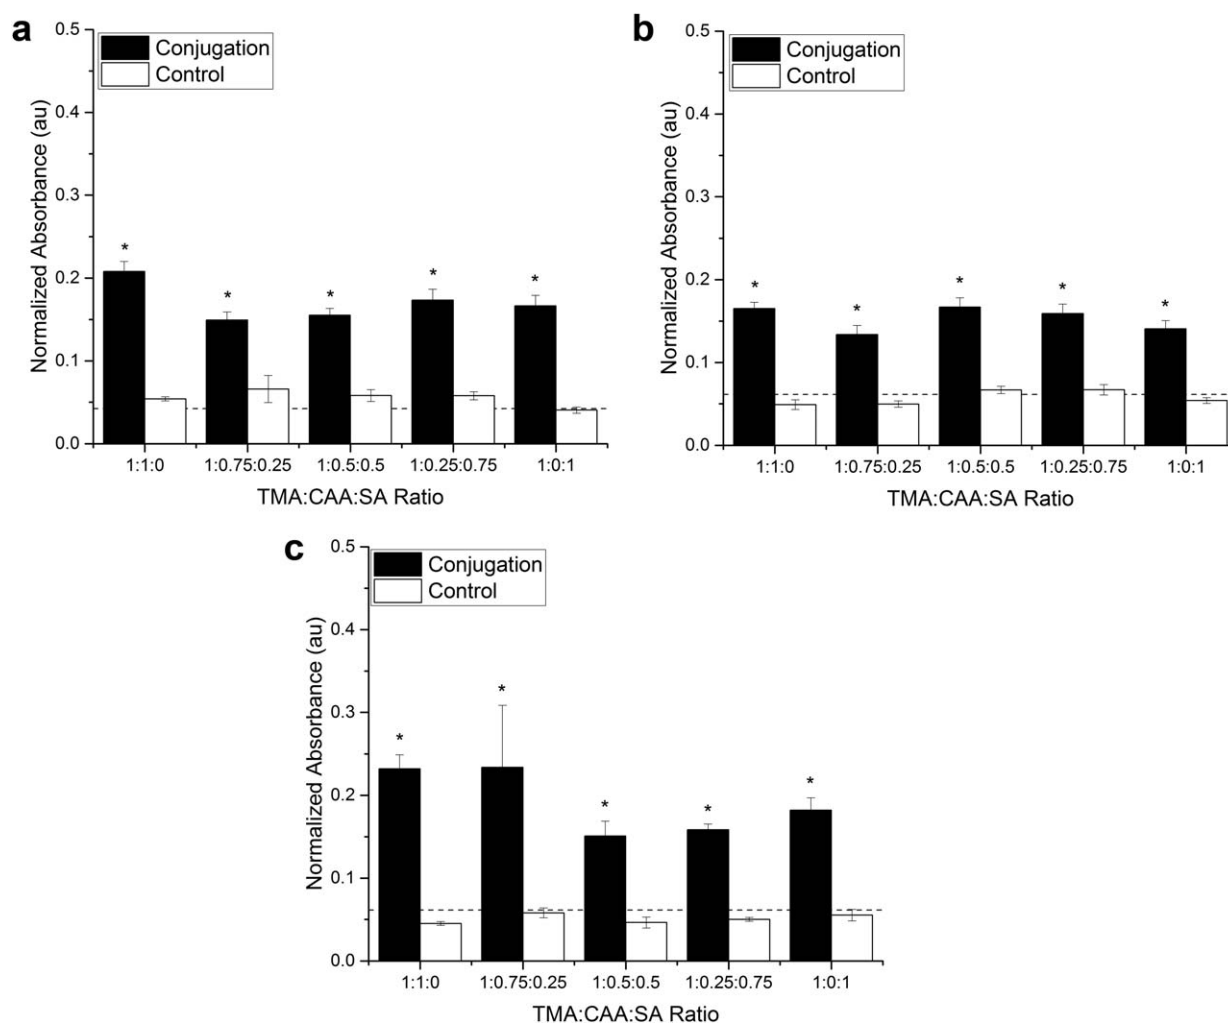 a
0.5
Conjugation
Control
0.4
0.3
0.2
0.1
0.0
Normalized Absorbance (au)
* * * * *
1:1:0 1:0.75:0.25 1:0.5:0.5 1:0.25:0.75 1:0:1
TMA:CAA:SA Ratio
b
0.5
Conjugation
Control
0.4
0.3
0.2
0.1
0.0
Normalized Absorbance (au)
* * * * *
1:1:0 1:0.75:0.25 1:0.5:0.5 1:0.25:0.75 1:0:1
TMA:CAA:SA Ratio
c
0.5
Conjugation
Control
0.4
0.3
0.2
0.1
0.0
Normalized Absorbance (au)
* * * * *
1:1:0 1:0.75:0.25 1:0.5:0.5 1:0.25:0.75 1:0:1
TMA:CAA:SA Ratio